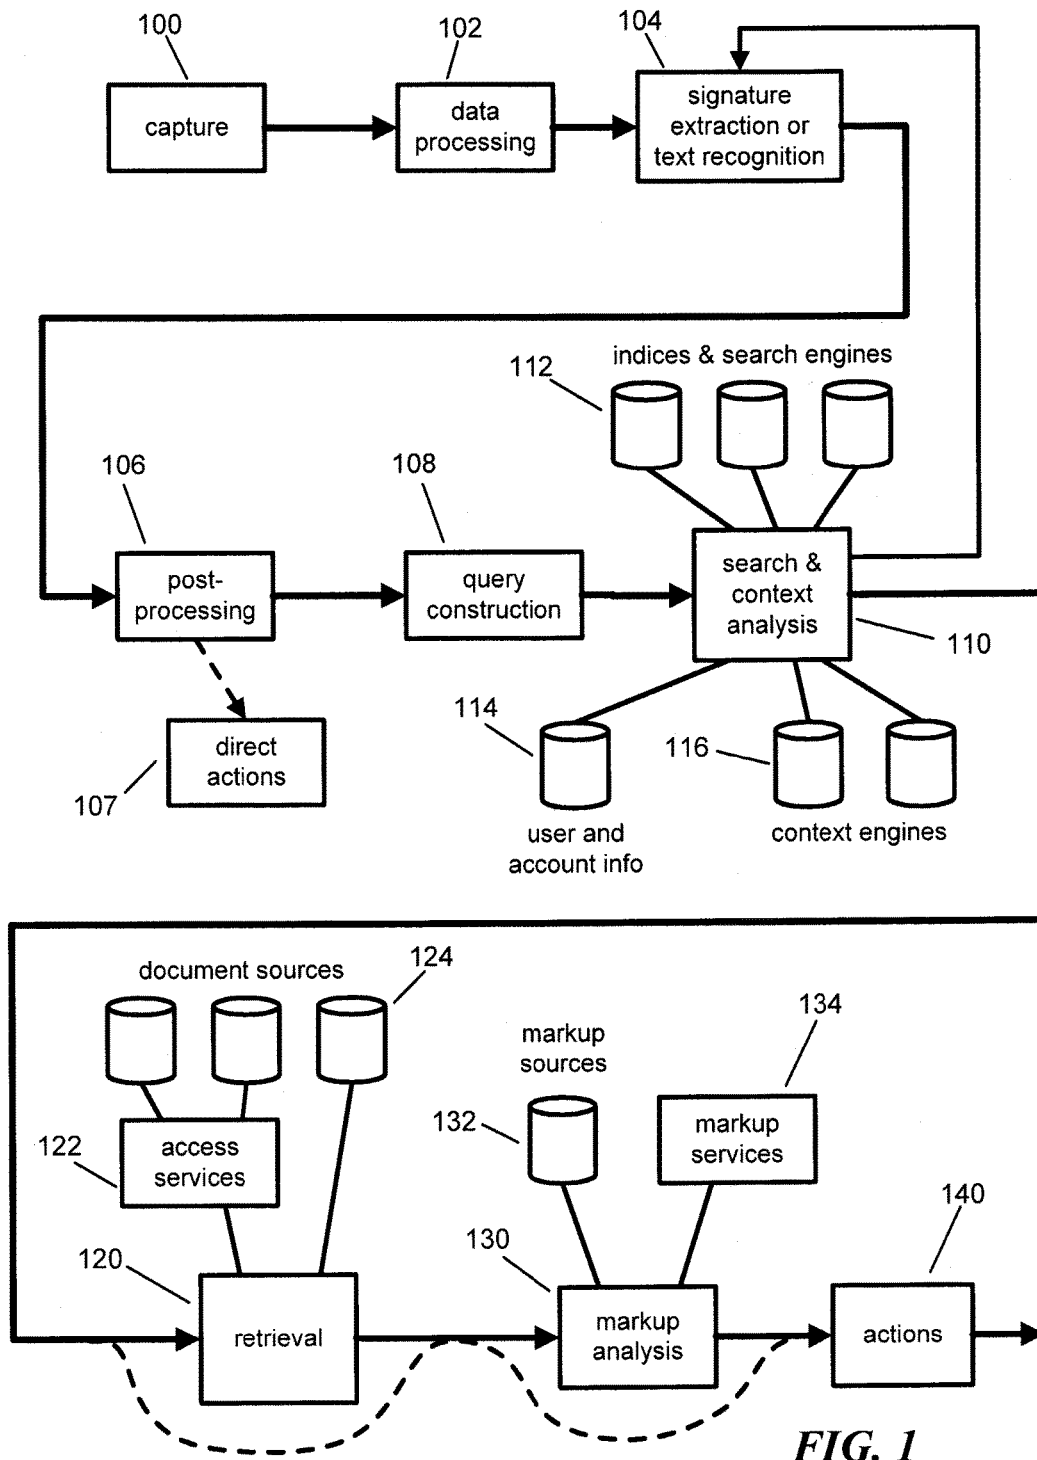 100
102
104
capture
data
processing
signature
extraction or
text recognition
indices & search engines
112
106
108
post-
processing
query
construction
search &
context
analysis
110
114
116
direct
actions
107
user and
account info
context engines
document sources
124
134
markup
sources
132
markup
services
122
access
services
140
120
130
retrieval
markup
analysis
actions
FIG. 1